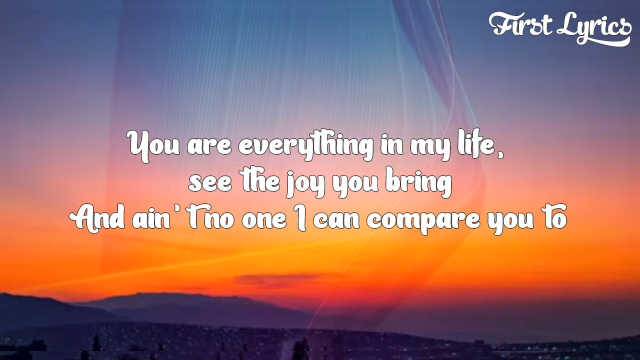 First Lyrics
You are everything in my life,
see the joy you bring
And ain't no one I can compare you to